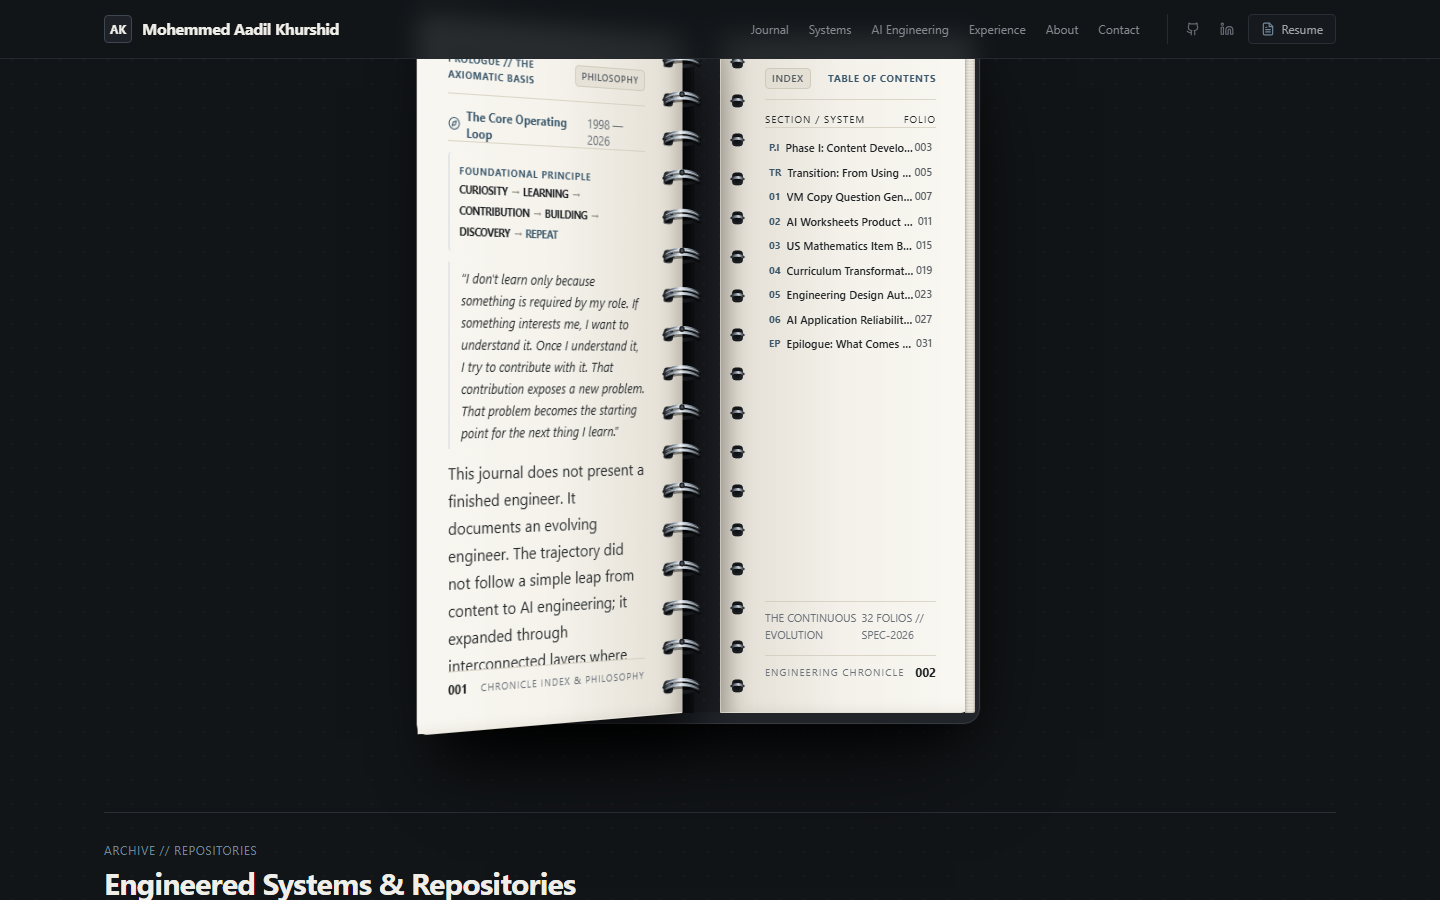 AK Mohemmed Aadil Khurshid
Journal Systems AI Engineering Experience About Contact Resume
PROLOGUE // THE
AXIOMATIC BASIS
PHILOSOPHY
The Core Operating
Loop
1998 —
2026
FOUNDATIONAL PRINCIPLE
CURIOSITY → LEARNING →
CONTRIBUTION → BUILDING →
DISCOVERY → REPEAT
"I don't learn only because
something is required by my role. If
something interests me, I want to
understand it. Once I understand it,
I try to contribute with it. That
contribution exposes a new problem.
That problem becomes the starting
point for the next thing I learn."
This journal does not present a
finished engineer. It
documents an evolving
engineer. The trajectory did
not follow a simple leap from
content to AI engineering; it
expanded through
interconnected layers where
001 CHRONICLE INDEX & PHILOSOPHY
INDEX TABLE OF CONTENTS
SECTION / SYSTEM FOLIO
P.I Phase I: Content Develo... 003
TR Transition: From Using ... 005
01 VM Copy Question Gen... 007
02 AI Worksheets Product ... 011
03 US Mathematics Item B... 015
04 Curriculum Transformat... 019
05 Engineering Design Aut... 023
06 AI Application Reliabilit... 027
EP Epilogue: What Comes ... 031
THE CONTINUOUS
EVOLUTION
32 FOLIOS //
SPEC-2026
ENGINEERING CHRONICLE 002
ARCHIVE // REPOSITORIES
Engineered Systems & Repositories